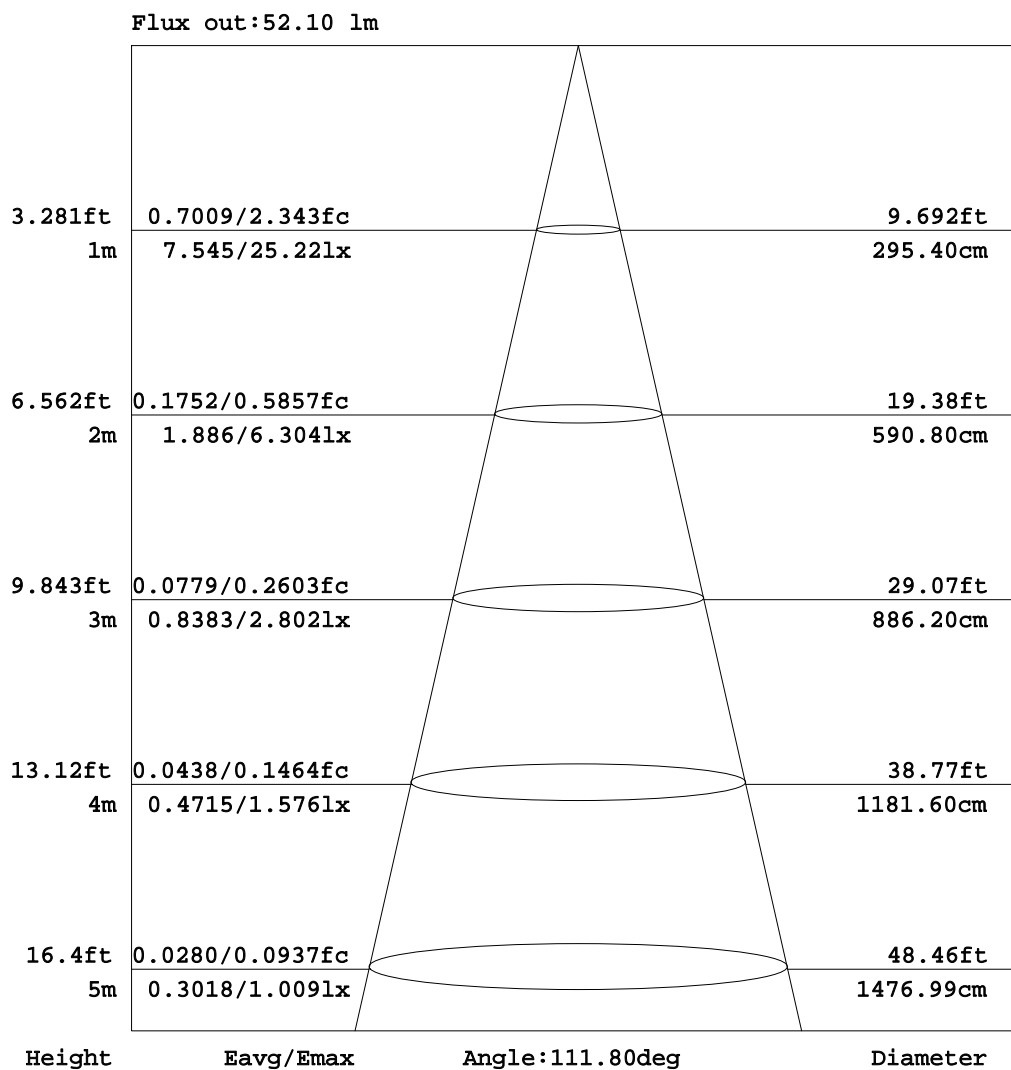 Flux out:52.10 lm
3.281ft 0.7009/2.343fc 9.692ft
1m 7.545/25.22lx 295.40cm
6.562ft 0.1752/0.5857fc 19.38ft
2m 1.886/6.304lx 590.80cm
9.843ft 0.0779/0.2603fc 29.07ft
3m 0.8383/2.802lx 886.20cm
13.12ft 0.0438/0.1464fc 38.77ft
4m 0.4715/1.576lx 1181.60cm
16.4ft 0.0280/0.0937fc 48.46ft
5m 0.3018/1.009lx 1476.99cm
Height Eavg/Emax Angle:111.80deg Diameter